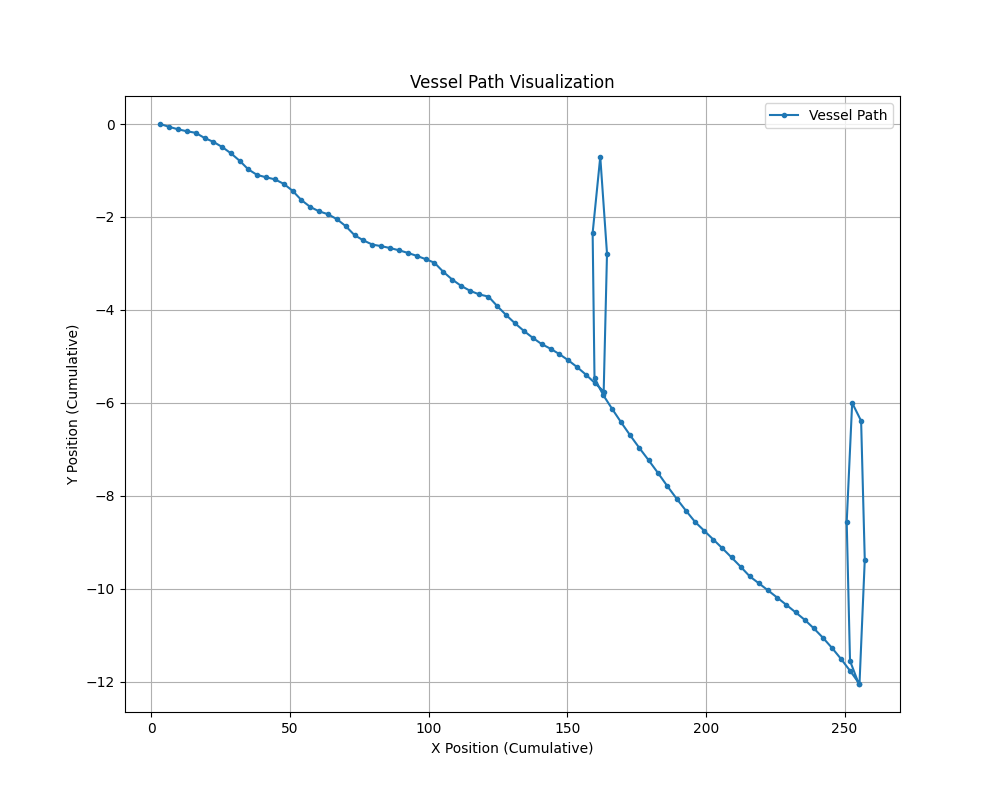 Vessel Path Visualization
Vessel Path
0
−2
−4
−6
−8
−10
−12
Y Position (Cumulative)
0 50 100 150 200 250
X Position (Cumulative)